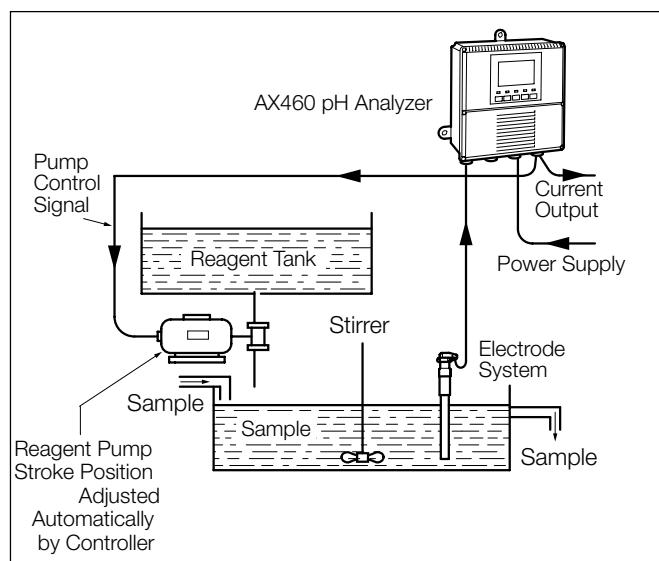 AX460 pH Analyzer
Pump
Control
Signal
Current
Output
Power Supply
Reagent Tank
Stirrer
Electrode
System
Sample
Sample
Sample
Reagent Pump
Stroke Position
Adjusted
Automatically
by Controller